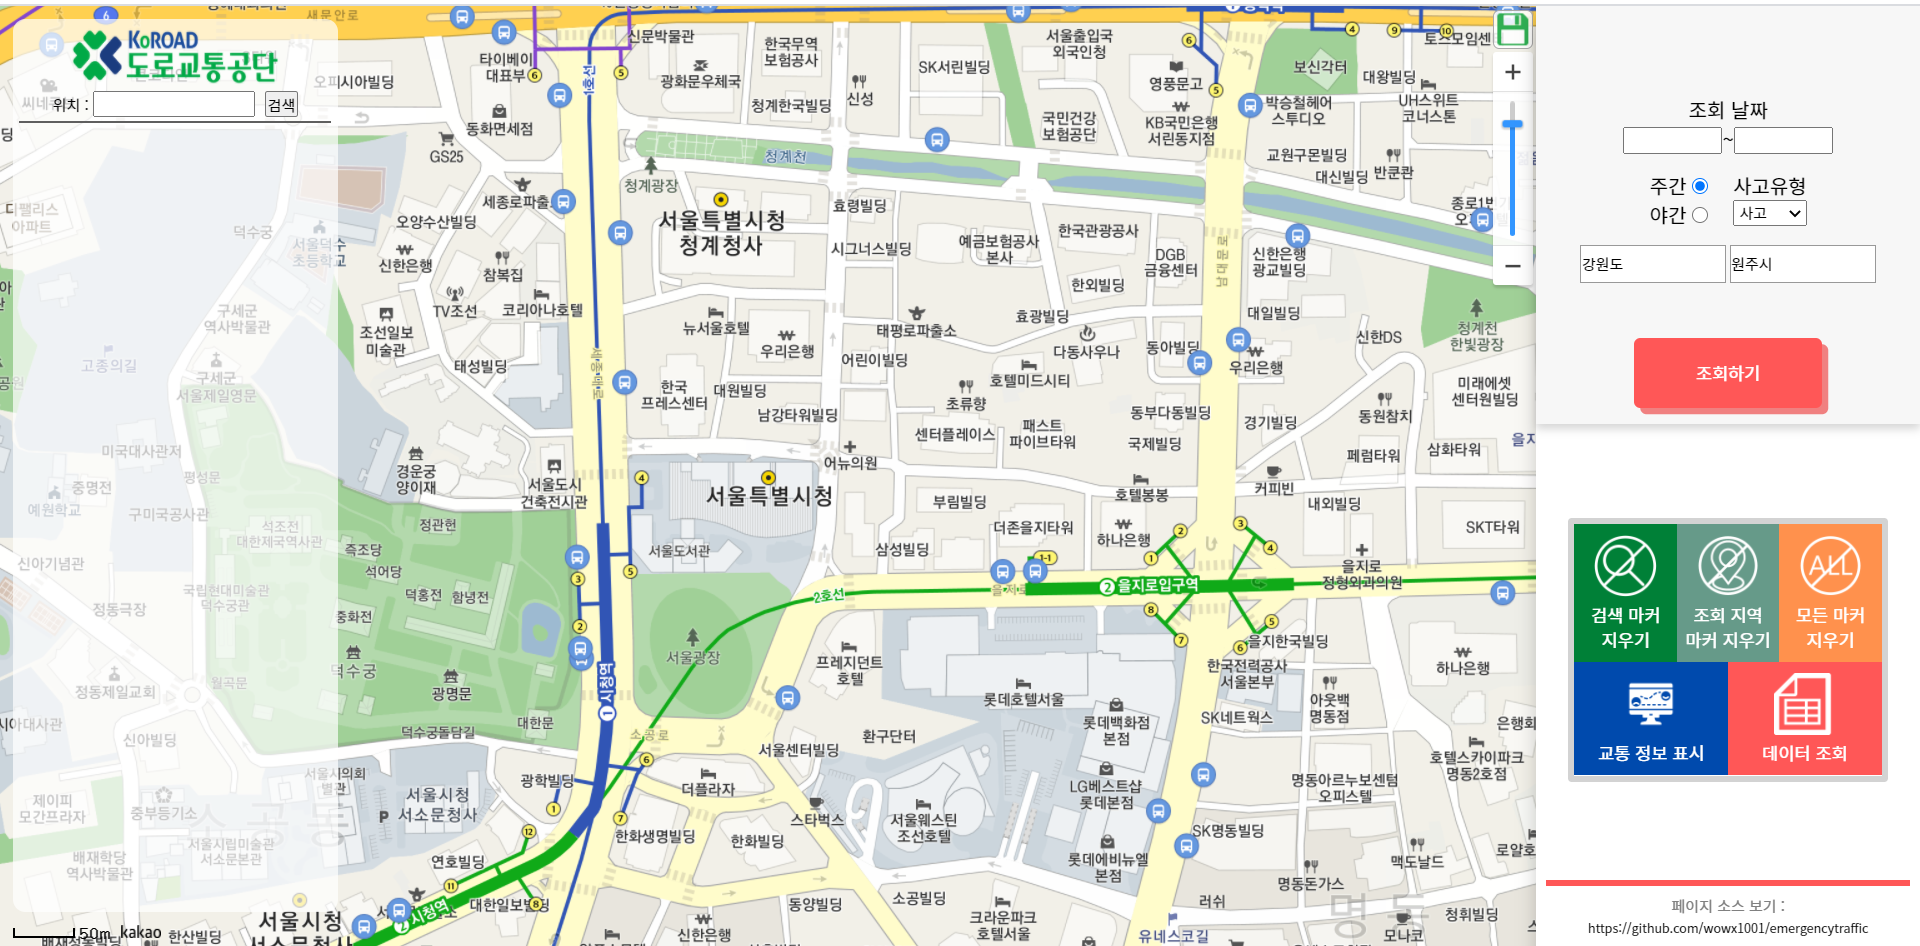 KoROAD
도로교통공단
위치 :
검색
조회 날짜
~
주간
야간
사고유형
사고
강원도
원주시
조회하기
검색 마커
지우기
조회 지역
마커 지우기
모든 마커
지우기
교통 정보 표시
데이터 조회
페이지 소스 보기 :
https://github.com/wowx1001/emergencytraffic
새문안로
타이베이
대표부
신문박물관
광화문우체국
한국무역
보험공사
청계한국빌딩
신성
SK서린빌딩
서울출입국
외국인청
영풍문고
KB국민은행
서린동지점
국민건강
보험공단
박승철헤어
스튜디오
보신각터
대왕빌딩
토즈모임센
UH스위트
코너스톤
오피시아빌딩
동화면세점
GS25
청계천
청계광장
교원구몬빌딩
대신빌딩
반쿤콴
세종로파출
오양수산빌딩
서울특별시청
청계청사
효령빌딩
시그너스빌딩
예금보험공사
본사
한국관광공사
DGB
금융센터
신한은행
광교빌딩
남대문로
신한은행
참복집
TV조선
코리아나호텔
조선일보
미술관
태성빌딩
뉴서울호텔
우리은행
태평로파출소
어린이빌딩
한외빌딩
효광빌딩
다동사우나
동아빌딩
대일빌딩
우리은행
신한DS
청계천
한빛광장
호텔미드시티
초류향
한국
프레스센터
대원빌딩
남강타워빌딩
센터플레이스
패스트
파이브타워
동부다동빌딩
국제빌딩
경기빌딩
동원참치
미래에셋
센터원빌딩
1호선
세종대로
디팰리스
아파트
덕수궁
서울덕수
초등학교
구세군
역사박물관
고종의길
구세군
서울제일영문
미국대사관저
평성문
중명전
예원학교
구미국공사관
석조전
대한제국역사관
신아기념관
국립현대미술관
덕수궁관
정동극장
경운궁
양이재
서울도시
건축전시관
정관헌
즉조당
석어당
덕홍전
함녕전
중화전
덕수궁
광명문
대한문
덕수궁돌담길
정동제일교회
월곡문
신아빌딩
제이피
모간프라자
중부등기소
서울시립미술관
서소문본관
배재학당
역사박물관
서울시의회
별관
서울시청
서소문청사
광학빌딩
연호빌딩
대한일보빌딩
서울시청
서소문청사
한산빌딩
50m
kakao
서울특별시청
서울도서관
어뉴의원
부림빌딩
삼성빌딩
더존을지타워
호텔봉봉
하나은행
커피빈
페럼타워
삼화타워
내외빌딩
SKT타워
을지로
정형외과의원
2호선
을지로입구역
시청역
시청역
서울광장
소공로
프레지던트
호텔
롯데호텔서울
롯데백화점
본점
을지한국빌딩
한국전력공사
서울본부
SK네트웍스
아웃백
명동점
하나은행
서울센터빌딩
환구단터
더플라자
한화생명빌딩
한화빌딩
스타벅스
서울웨스틴
조선호텔
LG베스트샵
롯데본점
롯데에비뉴엘
본점
명동아르누보센텀
오피스텔
호텔스카이파크
명동2호점
SK명동빌딩
맥도날드
명동돈가스
러쉬
명동
모나코
청휘빌딩
소공빌딩
동양빌딩
신한은행
크라운파크
호텔서울
유네스코길